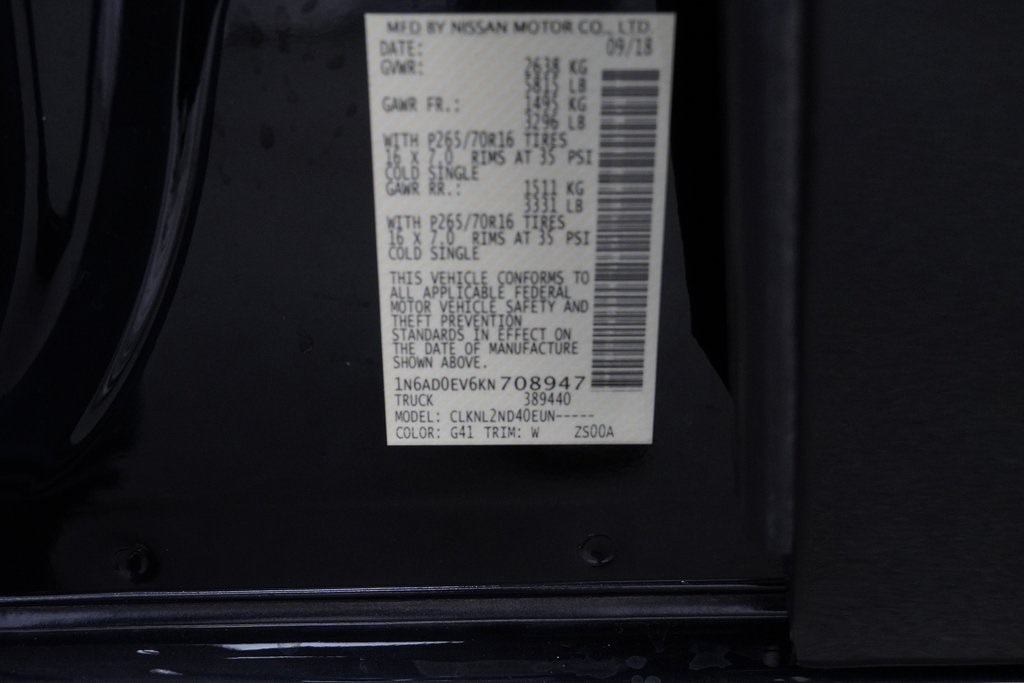 MFD BY NISSAN MOTOR CO., LTD.
DATE: 09/18
GVWR: 2638 KG
5815 LB
GAWR FR.: 1495 KG
3296 LB
WITH P265/70R16 TIRES
16 X 7.0 RIMS AT 35 PSI
COLD SINGLE
GAWR RR.: 1511 KG
3331 LB
WITH P265/70R16 TIRES
16 X 7.0 RIMS AT 35 PSI
COLD SINGLE
THIS VEHICLE CONFORMS TO
ALL APPLICABLE FEDERAL
MOTOR VEHICLE SAFETY AND
THEFT PREVENTION
STANDARDS IN EFFECT ON
THE DATE OF MANUFACTURE
SHOWN ABOVE.
1N6AD0EV6KN708947
TRUCK 389440
MODEL: CLKNL2ND40EUN-----
COLOR: G41 TRIM: W ZS00A